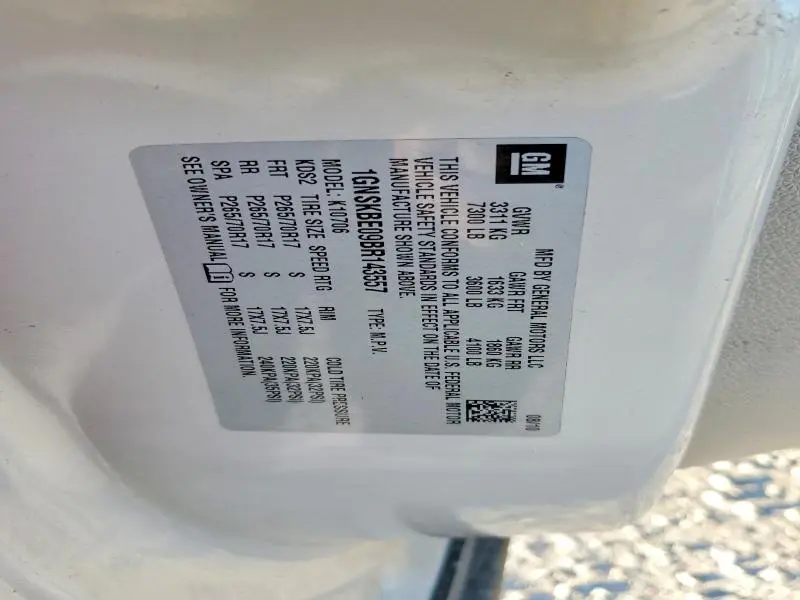 GM ®
MFD BY GENERAL MOTORS LLC 08/10
GVWR GAWR FRT GAWR RR
3311 KG 1633 KG 1860 KG
7300 LB 3600 LB 4100 LB
THIS VEHICLE CONFORMS TO ALL APPLICABLE U.S. FEDERAL MOTOR
VEHICLE SAFETY STANDARDS IN EFFECT ON THE DATE OF
MANUFACTURE SHOWN ABOVE.
1GNSKBE09BR143557 TYPE: M.P.V.
MODEL: K10706
KDS2 TIRE SIZE SPEED RTG RIM COLD TIRE PRESSURE
FRT P265/70R17 S 17X7.5J 220KPA(32PSI)
RR P265/70R17 S 17X7.5J 220KPA(32PSI)
SPA P265/70R17 S 17X7.5J 240KPA(35PSI)
SEE OWNER'S MANUAL FOR MORE INFORMATION.